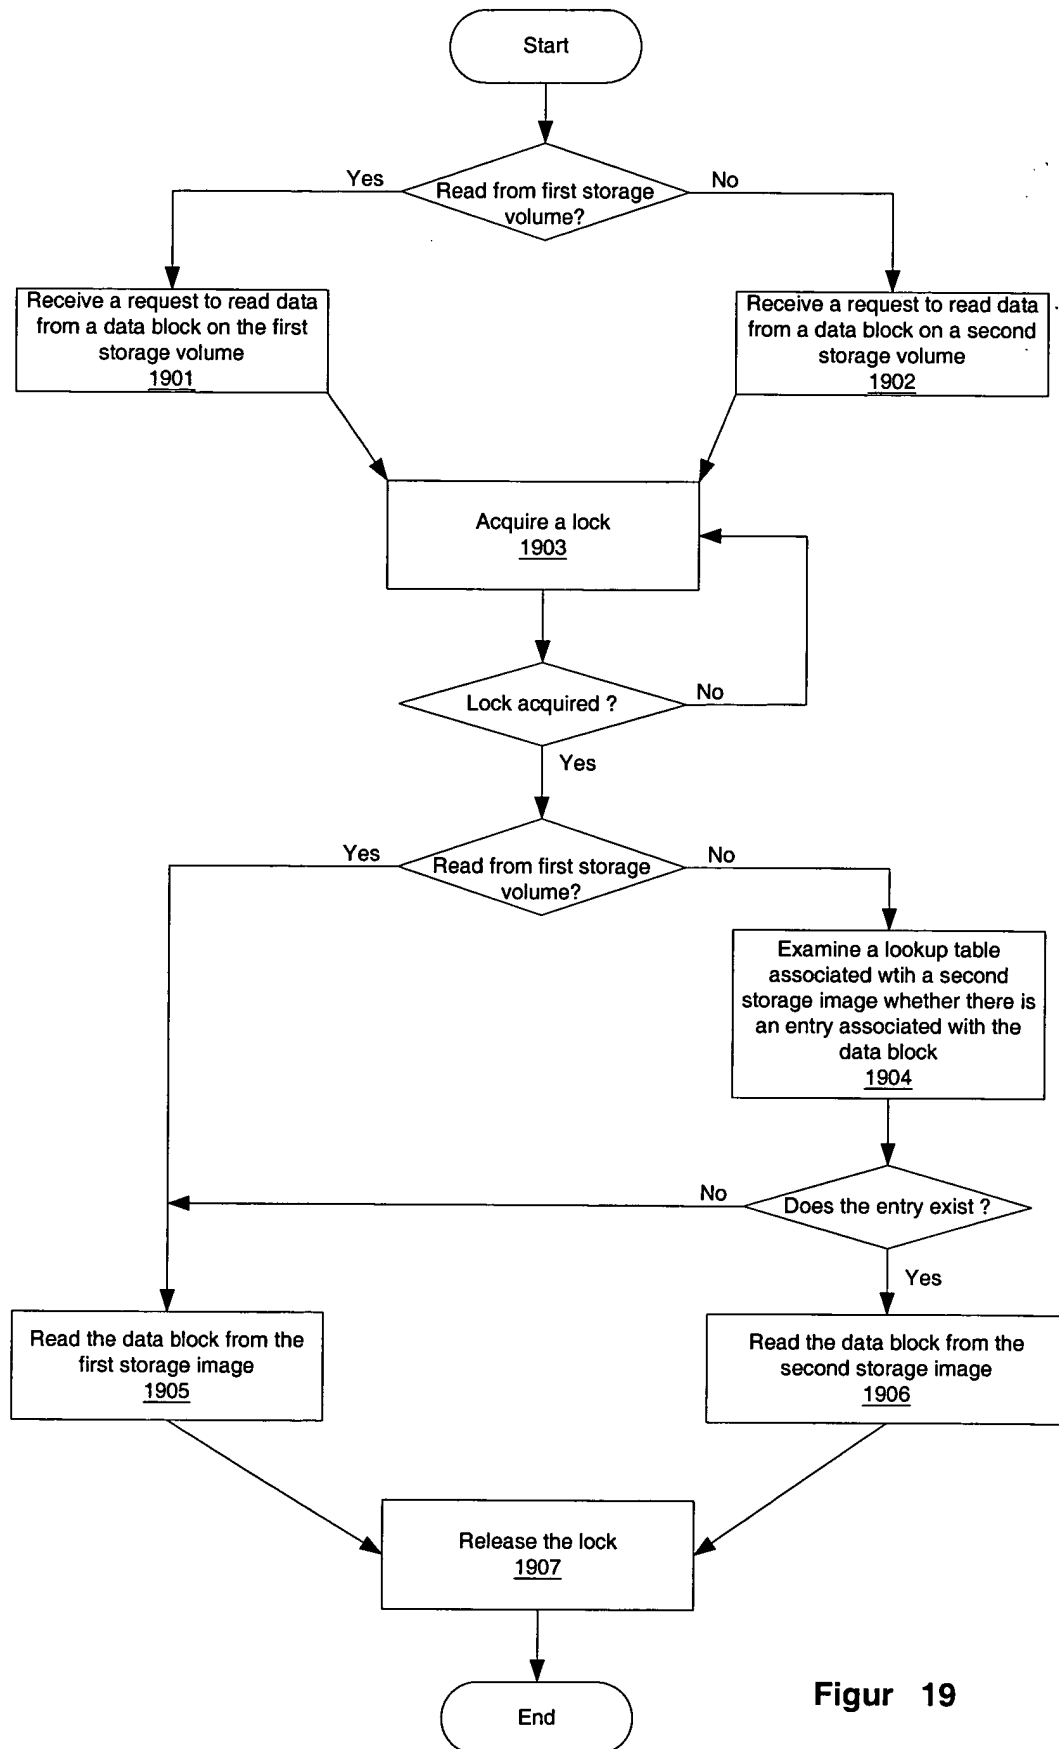 Start
Read from first storage
volume?
Yes
No
Receive a request to read data
from a data block on the first
storage volume
1901
Receive a request to read data
from a data block on a second
storage volume
1902
Acquire a lock
1903
Lock acquired ?
No
Yes
Read from first storage
volume?
Yes
No
Examine a lookup table
associated wtih a second
storage image whether there is
an entry associated with the
data block
1904
Does the entry exist ?
No
Yes
Read the data block from the
first storage image
1905
Read the data block from the
second storage image
1906
Release the lock
1907
End
Figur 19